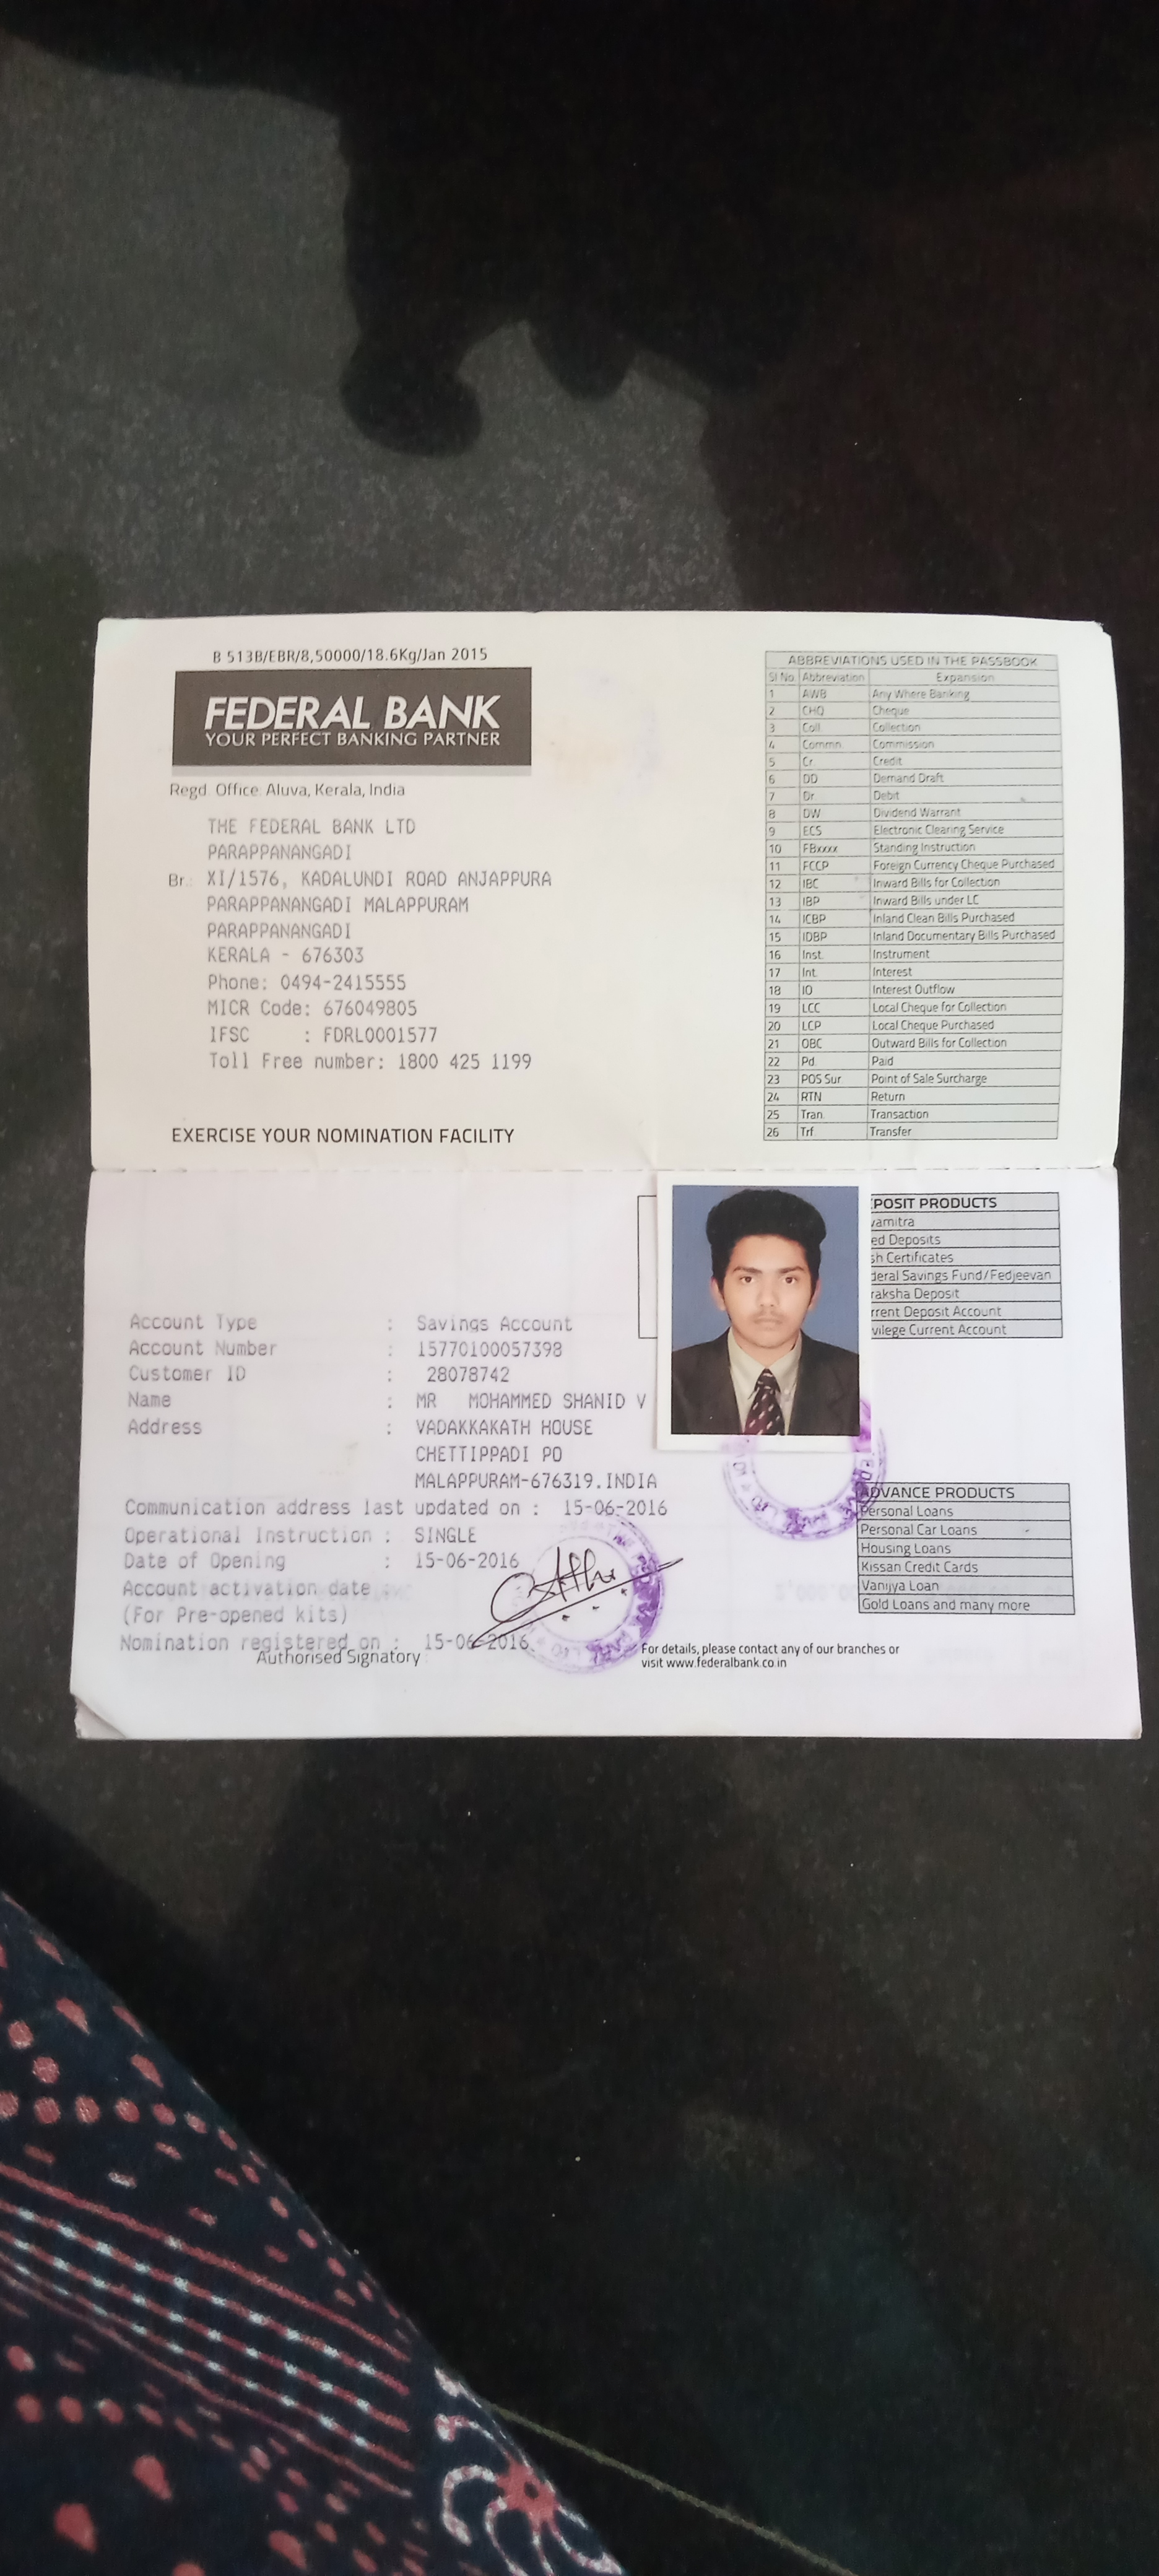 B 513B/EBR/8,50000/18.6Kg/Jan 2015
FEDERAL BANK
YOUR PERFECT BANKING PARTNER
Regd. Office: Aluva, Kerala, India
THE FEDERAL BANK LTD
PARAPPANANGADI
Br.: XI/1576, KADALUNDI ROAD ANJAPPURA
PARAPPANANGADI MALAPPURAM
PARAPPANANGADI
KERALA - 676303
Phone: 0494-2415555
MICR Code: 676049805
IFSC : FDRL0001577
Toll Free number: 1800 425 1199
EXERCISE YOUR NOMINATION FACILITY
ABBREVIATIONS USED IN THE PASSBOOK
Sl No. Abbreviation Expansion
1 AWB Any Where Banking
2 CHQ Cheque
3 Coll Collection
4 Commn. Commission
5 Cr. Credit
6 DD Demand Draft
7 Dr Debit
8 DW Dividend Warrant
9 ECS Electronic Clearing Service
10 FBxxxx Standing Instruction
11 FCCP Foreign Currency Cheque Purchased
12 IBC Inward Bills for Collection
13 IBP Inward Bills under LC
14 ICBP Inland Clean Bills Purchased
15 IDBP Inland Documentary Bills Purchased
16 Inst. Instrument
17 Int. Interest
18 IO Interest Outflow
19 LCC Local Cheque for Collection
20 LCP Local Cheque Purchased
21 OBC Outward Bills for Collection
22 Pd. Paid
23 POS Sur Point of Sale Surcharge
24 RTN Return
25 Tran. Transaction
26 Trf Transfer
Account Type : Savings Account
Account Number : 15770100057398
Customer ID : 28078742
Name : MR MOHAMMED SHANID V
Address : VADAKKAKATH HOUSE
CHETTIPPADI PO
MALAPPURAM-676319.INDIA
Communication address last updated on : 15-06-2016
Operational Instruction : SINGLE
Date of Opening : 15-06-2016
Account activation date :
(For Pre-opened kits)
Nomination registered on : 15-06-2016
Authorised Signatory
POSIT PRODUCTS
amitra
ed Deposits
sh Certificates
deral Savings Fund/Fedjeevan
raksha Deposit
rrent Deposit Account
vilege Current Account
ADVANCE PRODUCTS
Personal Loans
Personal Car Loans
Housing Loans
Kissan Credit Cards
Vanijya Loan
Gold Loans and many more
For details, please contact any of our branches or
visit www.federalbank.co.in